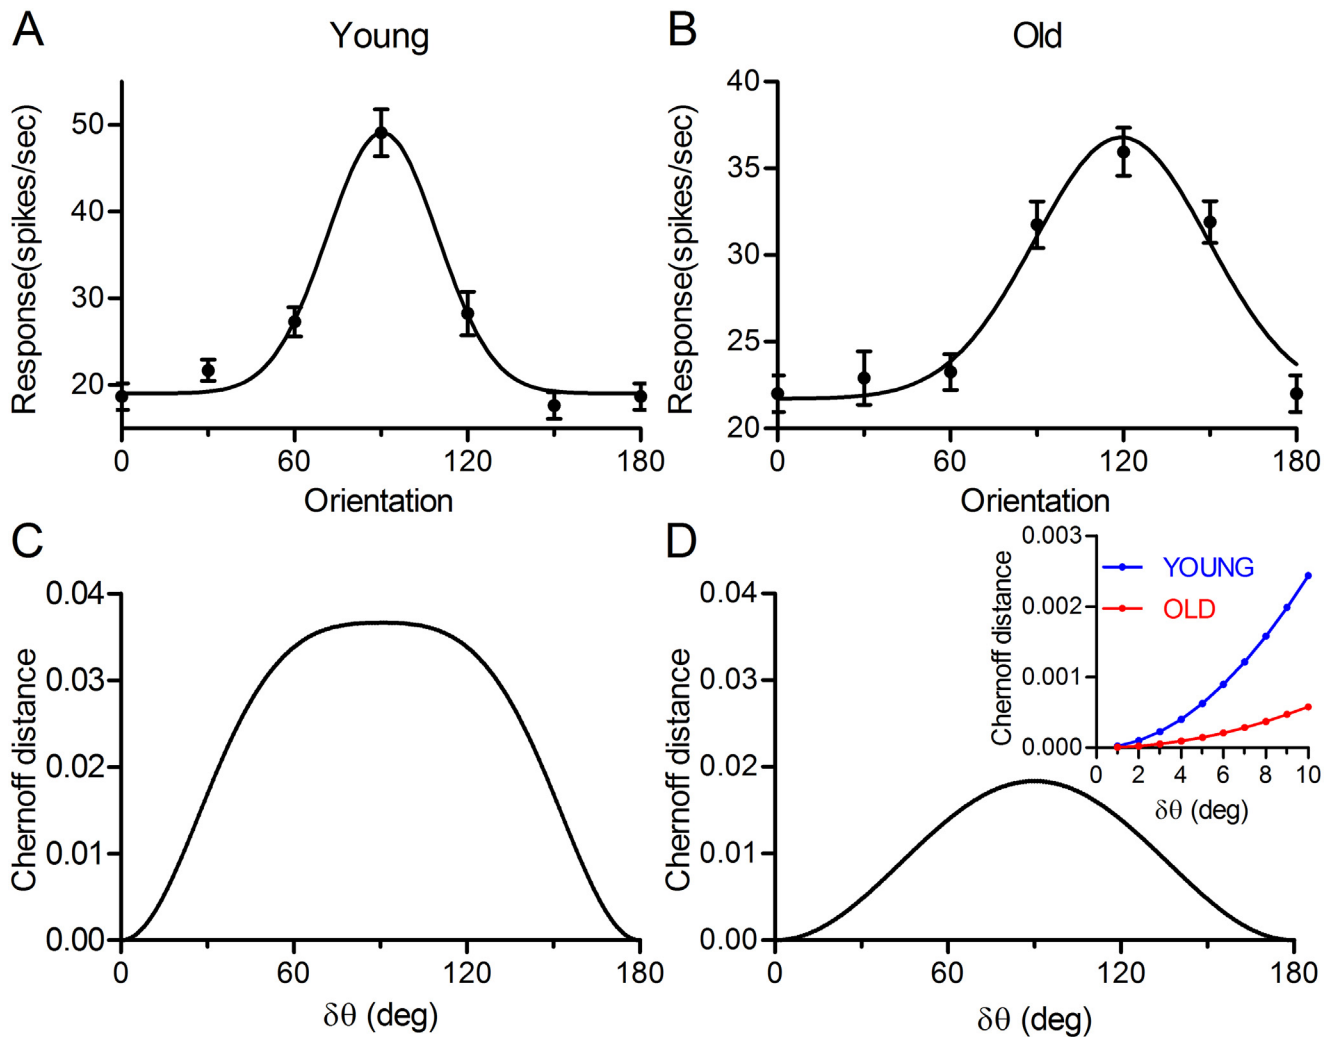 A
Young
Response(spikes/sec)
50
40
30
20
0
60
120
180
Orientation
B
Old
Response(spikes/sec)
40
35
30
25
20
0
60
120
180
Orientation
C
Chernoff distance
0.04
0.03
0.02
0.01
0.00
0
60
120
180
δθ (deg)
D
Chernoff distance
0.04
0.03
0.02
0.01
0.00
0
60
120
180
δθ (deg)
Chernoff distance
0.003
0.002
0.001
0.000
YOUNG
OLD
0
2
4
6
8
10
δθ (deg)